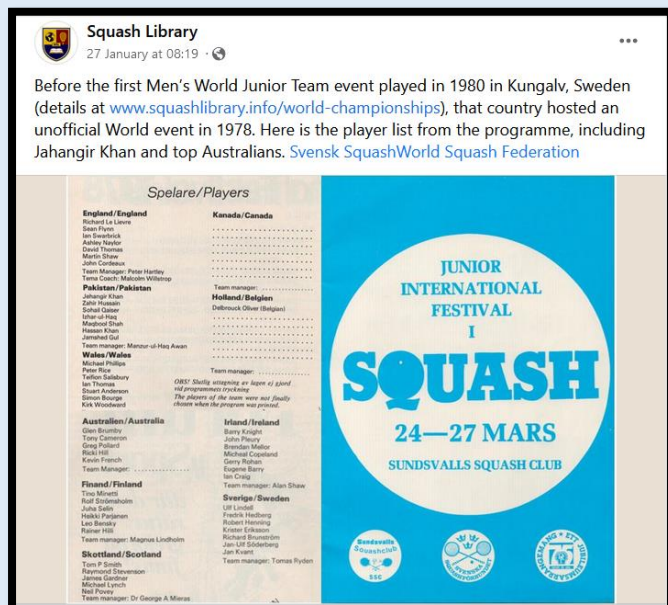 Squash Library
27 January at 08:19 ·
Before the first Men's World Junior Team event played in 1980 in Kungalv, Sweden
(details at www.squashlibrary.info/world-championships), that country hosted an
unofficial World event in 1978. Here is the player list from the programme, including
Jahangir Khan and top Australians. Svensk SquashWorld Squash Federation
Spelare/Players
England/England
Richard Le Lievre
Sean Flynn
Ian Swarbrick
Ashley Naylor
David Thomas
Martin Shaw
John Cordeaux
Team Manager: Peter Hartley
Tema Coach: Malcolm Willstrop
Pakistan/Pakistan
Jahangir Khan
Zahir Hussain
Sohail Qaiser
Izhar-ul-Haq
Maqbool Shah
Hassan Khan
Jamshed Gul
Team manager: Manzur-ul-Haq Awan
Wales/Wales
Michael Phillips
Peter Rice
Teifion Salisbury
Ian Thomas
Stuart Anderson
Simon Bourge
Kirk Woodward
Australien/Australia
Glen Brumby
Tony Cameron
Greg Pollard
Ricki Hill
Kevin French
Team Manager:
Finand/Finland
Tino Minetti
Rolf Strömsholm
Juha Selin
Heikki Parjanen
Leo Bensky
Rainer Hilli
Team manager: Magnus Lindholm
Skottland/Scotland
Tom P Smith
Raymond Stevenson
James Gardner
Michael Lynch
Neil Povey
Team manager: Dr George A Mieras
Kanada/Canada
Team manager:
Holland/Belgien
Delbrouck Oliver (Belgian)
Team manager:
OBS! Slutlig uttagning av lagen ej gjord
vid programmets tryckning
The players of the team were not finally
chosen when the program was printed.
Irland/Ireland
Barry Knight
John Pleury
Brendan Mellor
Micheal Copeland
Gerry Rohan
Eugene Barry
Ian Craig
Team manager: Alan Shaw
Sverige/Sweden
Ulf Lindell
Fredrik Hedberg
Robert Henning
Krister Eriksson
Richard Brunström
Jan-Ulf Söderberg
Jan Kvant
Team manager: Tomas Ryden
JUNIOR
INTERNATIONAL
FESTIVAL
I
SQUASH
24—27 MARS
SUNDSVALLS SQUASH CLUB
Sundsvalls
Squashclub
SSC
SVENSKA
SQUASHFÖRBUNDET